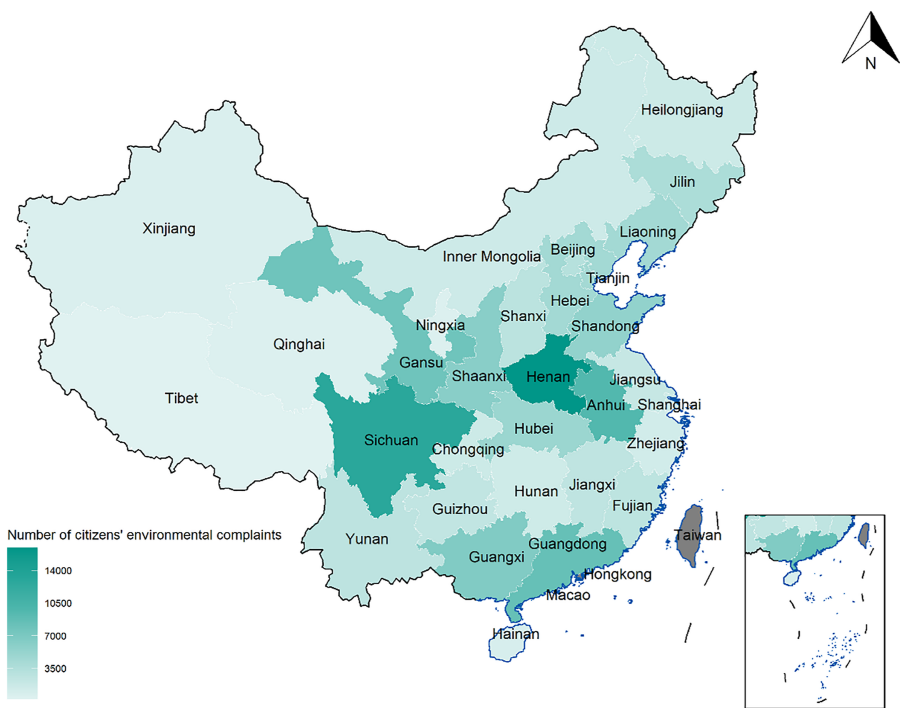 N
Heilongjiang
Jilin
Liaoning
Xinjiang
Inner Mongolia
Beijing
Tianjin
Hebei
Shanxi
Shandong
Ningxia
Qinghai
Gansu
Shaanxi
Henan
Jiangsu
Tibet
Anhui
Shanghai
Sichuan
Hubei
Zhejiang
Chongqing
Hunan
Jiangxi
Guizhou
Fujian
Yunan
Taiwan
Guangxi
Guangdong
Hongkong
Macao
Hainan
Number of citizens' environmental complaints
14000
10500
7000
3500